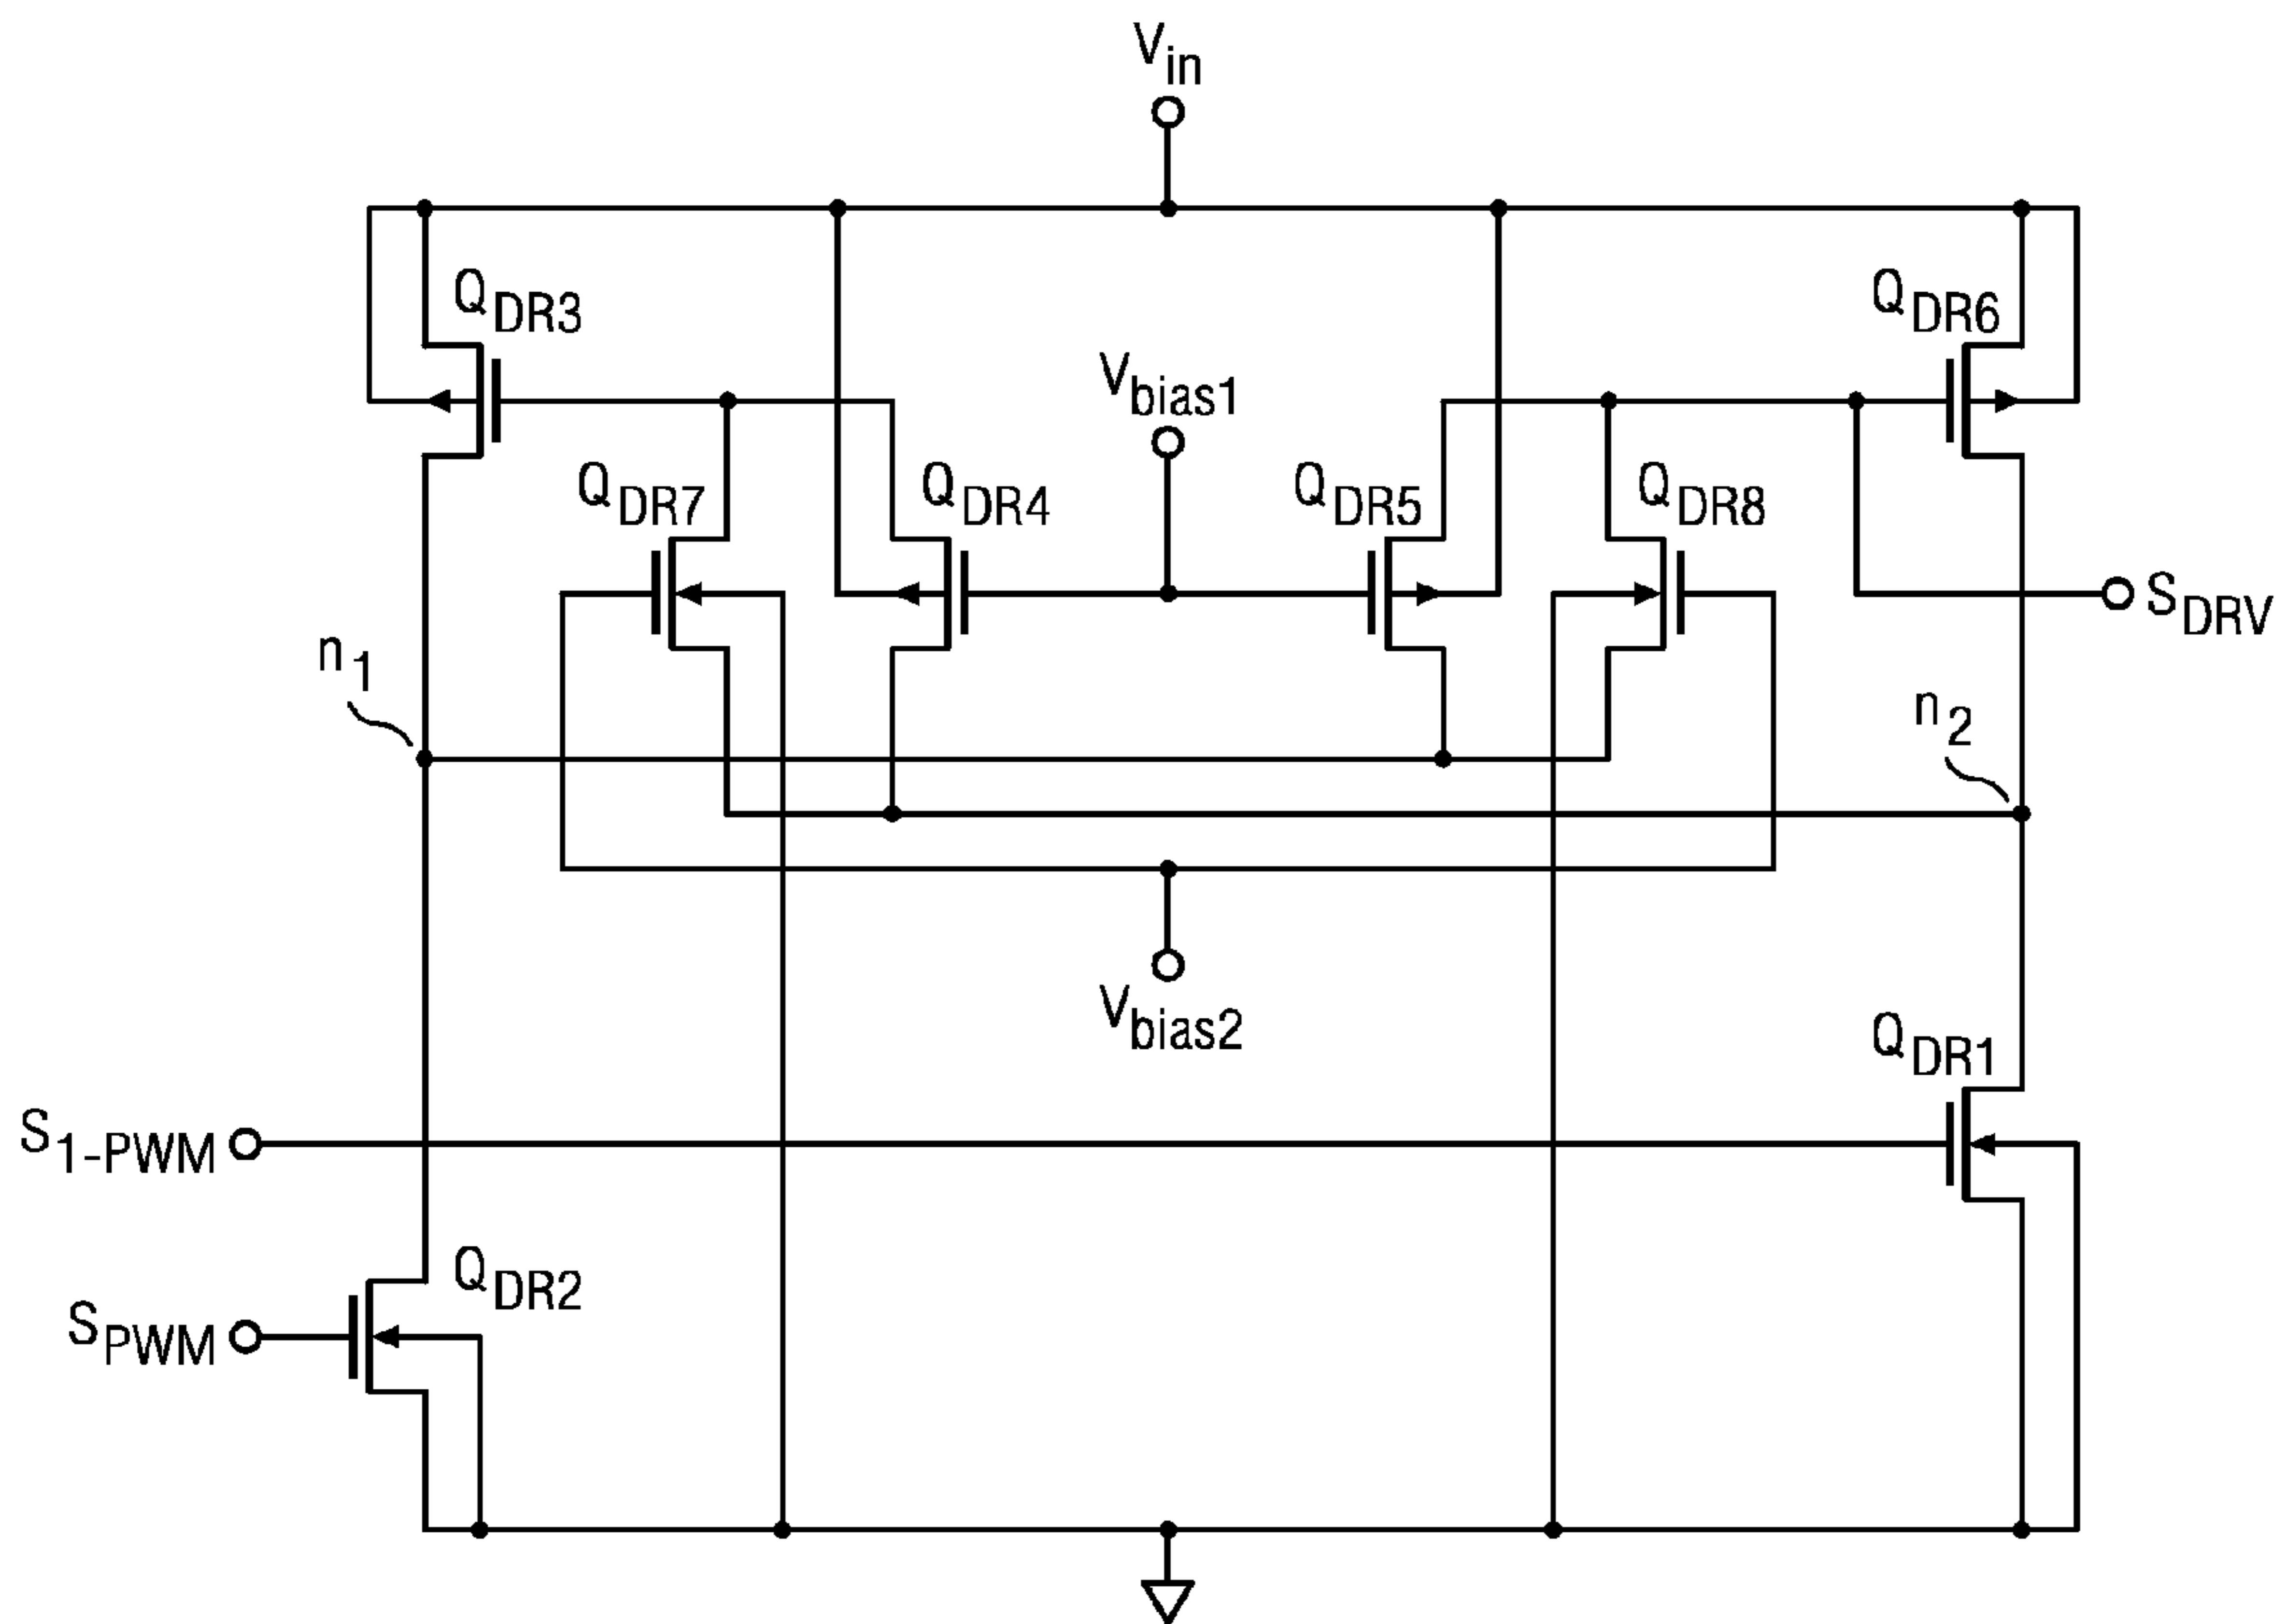 Vin
QDR3
QDR6
Vbias1
QDR7
QDR4
QDR5
QDR8
SDRV
n1
n2
Vbias2
QDR1
S1-PWM
QDR2
SPWM